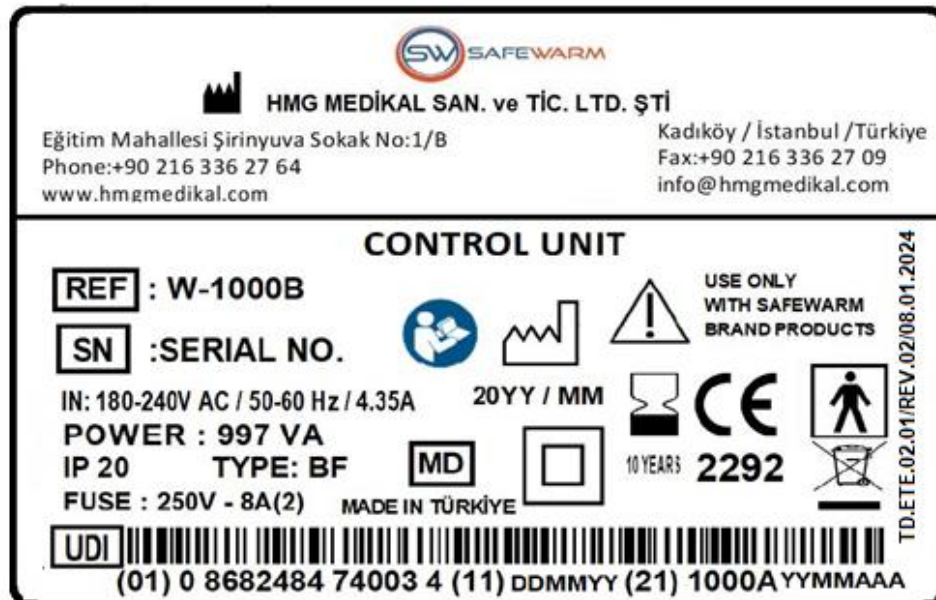 SW SAFEWARM
HMG MEDİKAL SAN. ve TİC. LTD. ŞTİ
Eğitim Mahallesi Şirinyuva Sokak No:1/B
Phone:+90 216 336 27 64
www.hmgmedikal.com
Kadıköy / İstanbul /Türkiye
Fax:+90 216 336 27 09
info@hmgmedikal.com
CONTROL UNIT
REF : W-1000B
SN :SERIAL NO.
IN: 180-240V AC / 50-60 Hz / 4.35A
POWER : 997 VA
IP 20 TYPE: BF
FUSE : 250V - 8A(2)
20YY / MM
MD
MADE IN TÜRKİYE
USE ONLY
WITH SAFEWARM
BRAND PRODUCTS
10 YEARS
CE
2292
TD.ETE.02.01/REV.02/08.01.2024
UDI
(01) 0 8682484 74003 4 (11) DDMMYY (21) 1000A YYMMAAA